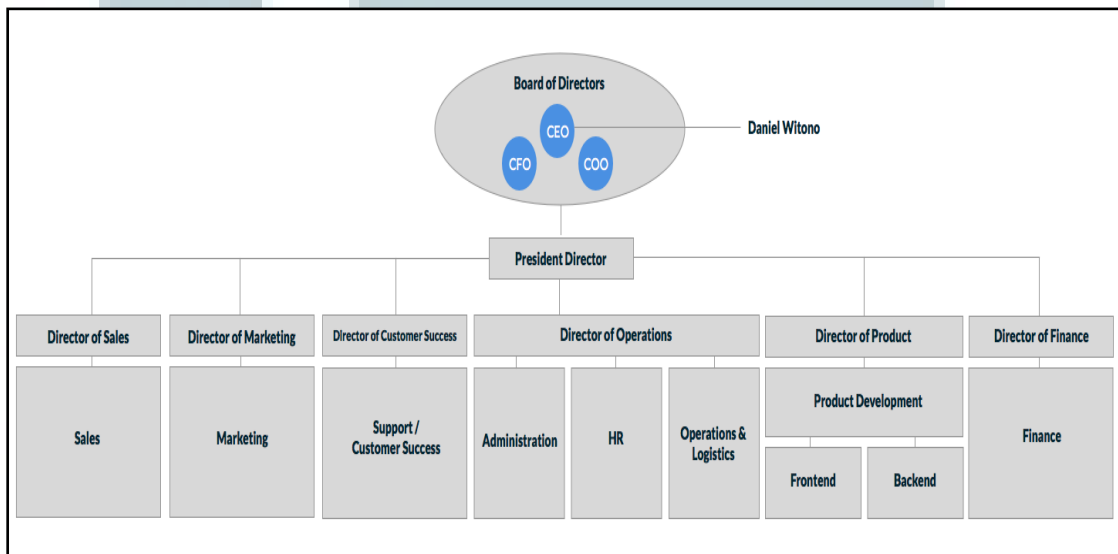 Board of Directors
CEO
Daniel Witono
CFO
COO
President Director
Director of Sales
Director of Marketing
Director of Customer Success
Director of Operations
Director of Product
Director of Finance
Sales
Marketing
Support /
Customer Success
Administration
HR
Operations &
Logistics
Product Development
Frontend
Backend
Finance